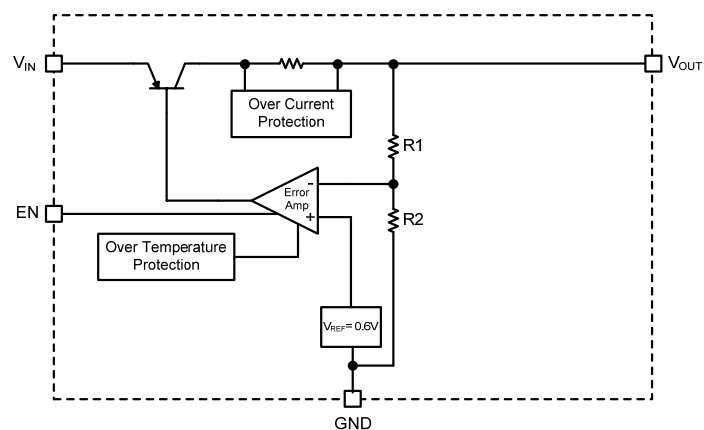 VIN
VOUT
Over Current
Protection
R1
-
Error
Amp
+
EN
R2
Over Temperature
Protection
VREF= 0.6V
GND